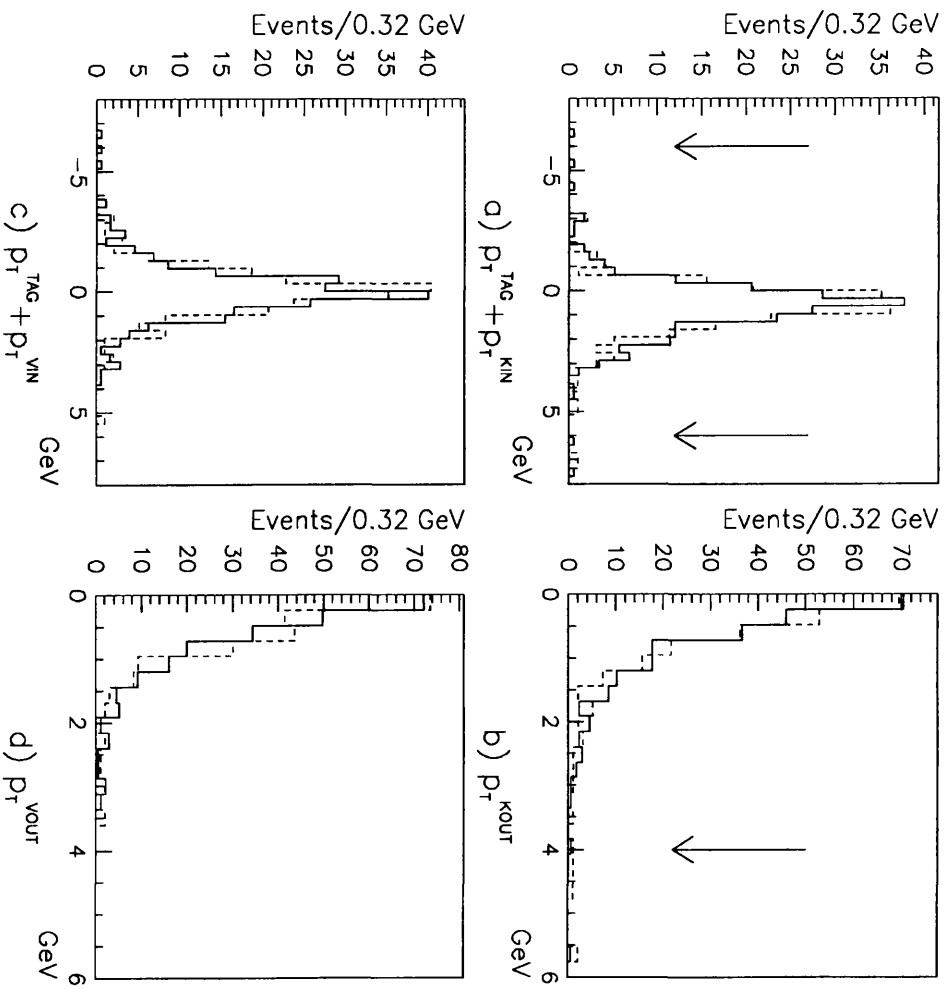 Events/0.32 GeV
40
35
30
25
20
15
10
5
0
-5 0 5
GeV
a) p_T^TAG + p_T^KIN
Events/0.32 GeV
70
60
50
40
30
20
10
0
0 2 4 6
GeV
b) p_T^KOUT
Events/0.32 GeV
40
35
30
25
20
15
10
5
0
-5 0 5
GeV
c) p_T^TAG + p_T^VIN
Events/0.32 GeV
80
70
60
50
40
30
20
10
0
0 2 4 6
GeV
d) p_T^VOUT